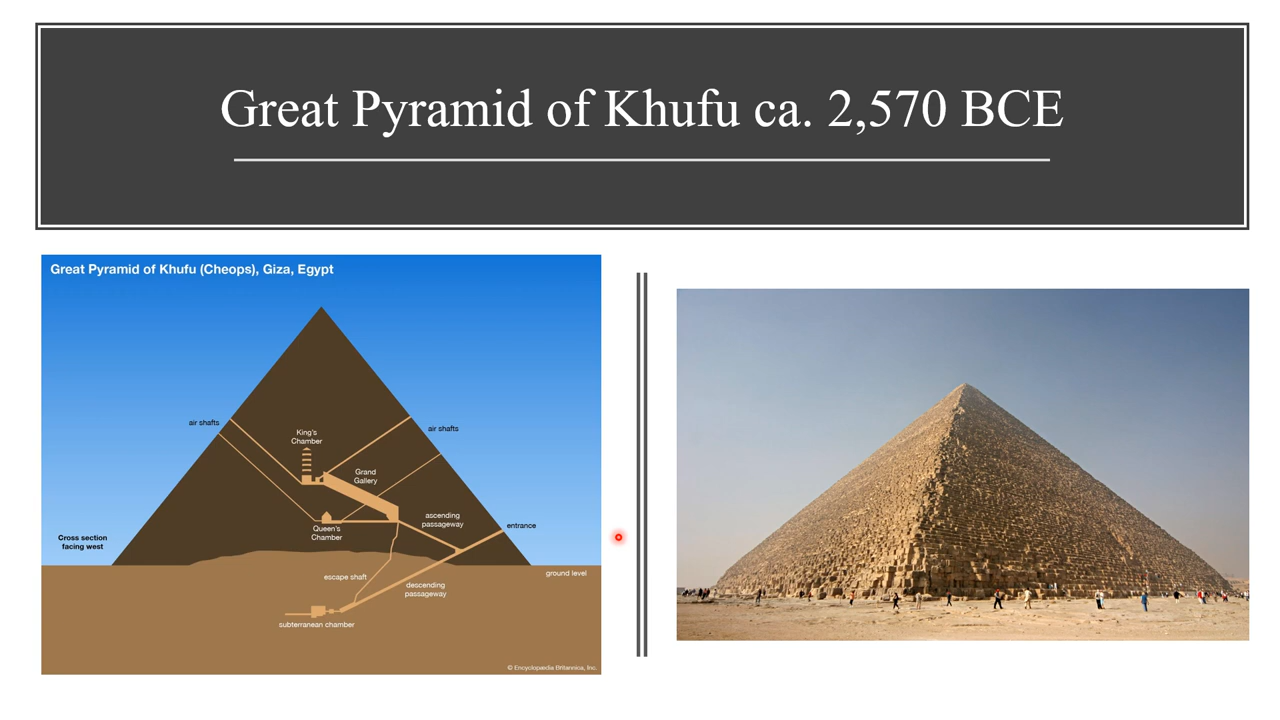 Great Pyramid of Khufu ca. 2,570 BCE
Great Pyramid of Khufu (Cheops), Giza, Egypt
air shafts
air shafts
King's
Chamber
Grand
Gallery
Queen's
Chamber
ascending
passageway
entrance
Cross section
facing west
ground level
escape shaft
descending
passageway
subterranean chamber
© Encyclopædia Britannica, Inc.